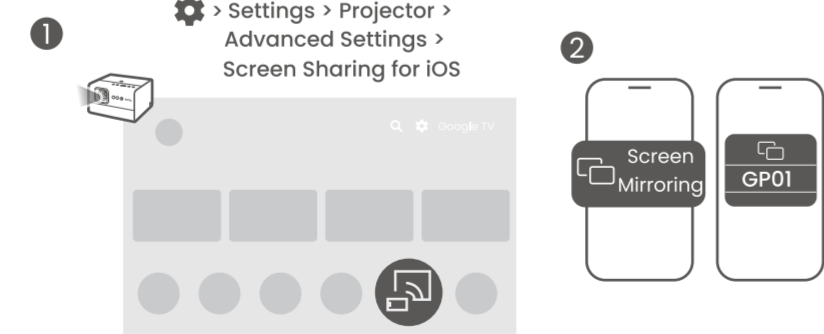 1
> Settings > Projector >
Advanced Settings >
Screen Sharing for iOS
Google TV
2
Screen
Mirroring
GP01